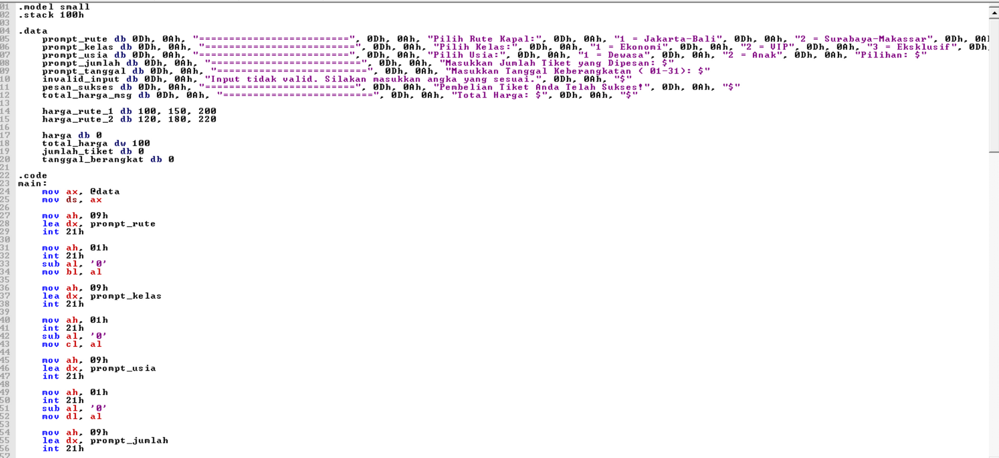 01 .model small
02 .stack 100h
03
04 .data
05     prompt_rute db 0Dh, 0Ah, "=========================", 0Dh, 0Ah, "Pilih Rute Kapal:", 0Dh, 0Ah, "1 = Jakarta-Bali", 0Dh, 0Ah, "2 = Surabaya-Makassar", 0Dh, 0Ah
06     prompt_kelas db 0Dh, 0Ah, "=========================", 0Dh, 0Ah, "Pilih Kelas:", 0Dh, 0Ah, "1 = Ekonomi", 0Dh, 0Ah, "2 = VIP", 0Dh, 0Ah, "3 = Eksklusif", 0Dh,
07     prompt_usia db 0Dh, 0Ah, "=========================", 0Dh, 0Ah, "Pilih Usia:", 0Dh, 0Ah, "1 = Dewasa", 0Dh, 0Ah, "2 = Anak", 0Dh, 0Ah, "Pilihan: $"
08     prompt_jumlah db 0Dh, 0Ah, "=========================", 0Dh, 0Ah, "Masukkan Jumlah Tiket yang Dipesan: $"
09     prompt_tanggal db 0Dh, 0Ah, "=========================", 0Dh, 0Ah, "Masukkan Tanggal Keberangkatan ( 01-31): $"
10     invalid_input db 0Dh, 0Ah, "Input tidak valid. Silakan masukkan angka yang sesuai.", 0Dh, 0Ah, "$"
11     pesan_sukses db 0Dh, 0Ah, "=========================", 0Dh, 0Ah, "Pembelian Tiket Anda Telah Sukses!", 0Dh, 0Ah, "$"
12     total_harga_msg db 0Dh, 0Ah, "=========================", 0Dh, 0Ah, "Total Harga: $", 0Dh, 0Ah, "$"
13
14     harga_rute_1 db 100, 150, 200
15     harga_rute_2 db 120, 180, 220
16
17     harga db 0
18     total_harga dw 100
19     jumlah_tiket db 0
20     tanggal_berangkat db 0
21
22 .code
23 main:
24     mov ax, @data
25     mov ds, ax
26
27     mov ah, 09h
28     lea dx, prompt_rute
29     int 21h
30
31     mov ah, 01h
32     int 21h
33     sub al, '0'
34     mov bl, al
35
36     mov ah, 09h
37     lea dx, prompt_kelas
38     int 21h
39
40     mov ah, 01h
41     int 21h
42     sub al, '0'
43     mov cl, al
44
45     mov ah, 09h
46     lea dx, prompt_usia
47     int 21h
48
49     mov ah, 01h
50     int 21h
51     sub al, '0'
52     mov dl, al
53
54     mov ah, 09h
55     lea dx, prompt_jumlah
56     int 21h
57